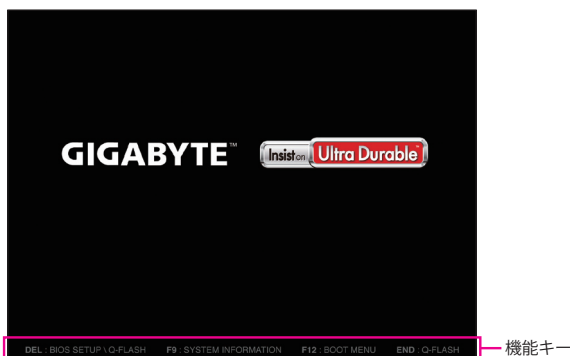 GIGABYTE™ Insist on Ultra Durable™
DEL : BIOS SETUP \ Q-FLASH F9 : SYSTEM INFORMATION F12 : BOOT MENU END : Q-FLASH
機能キー